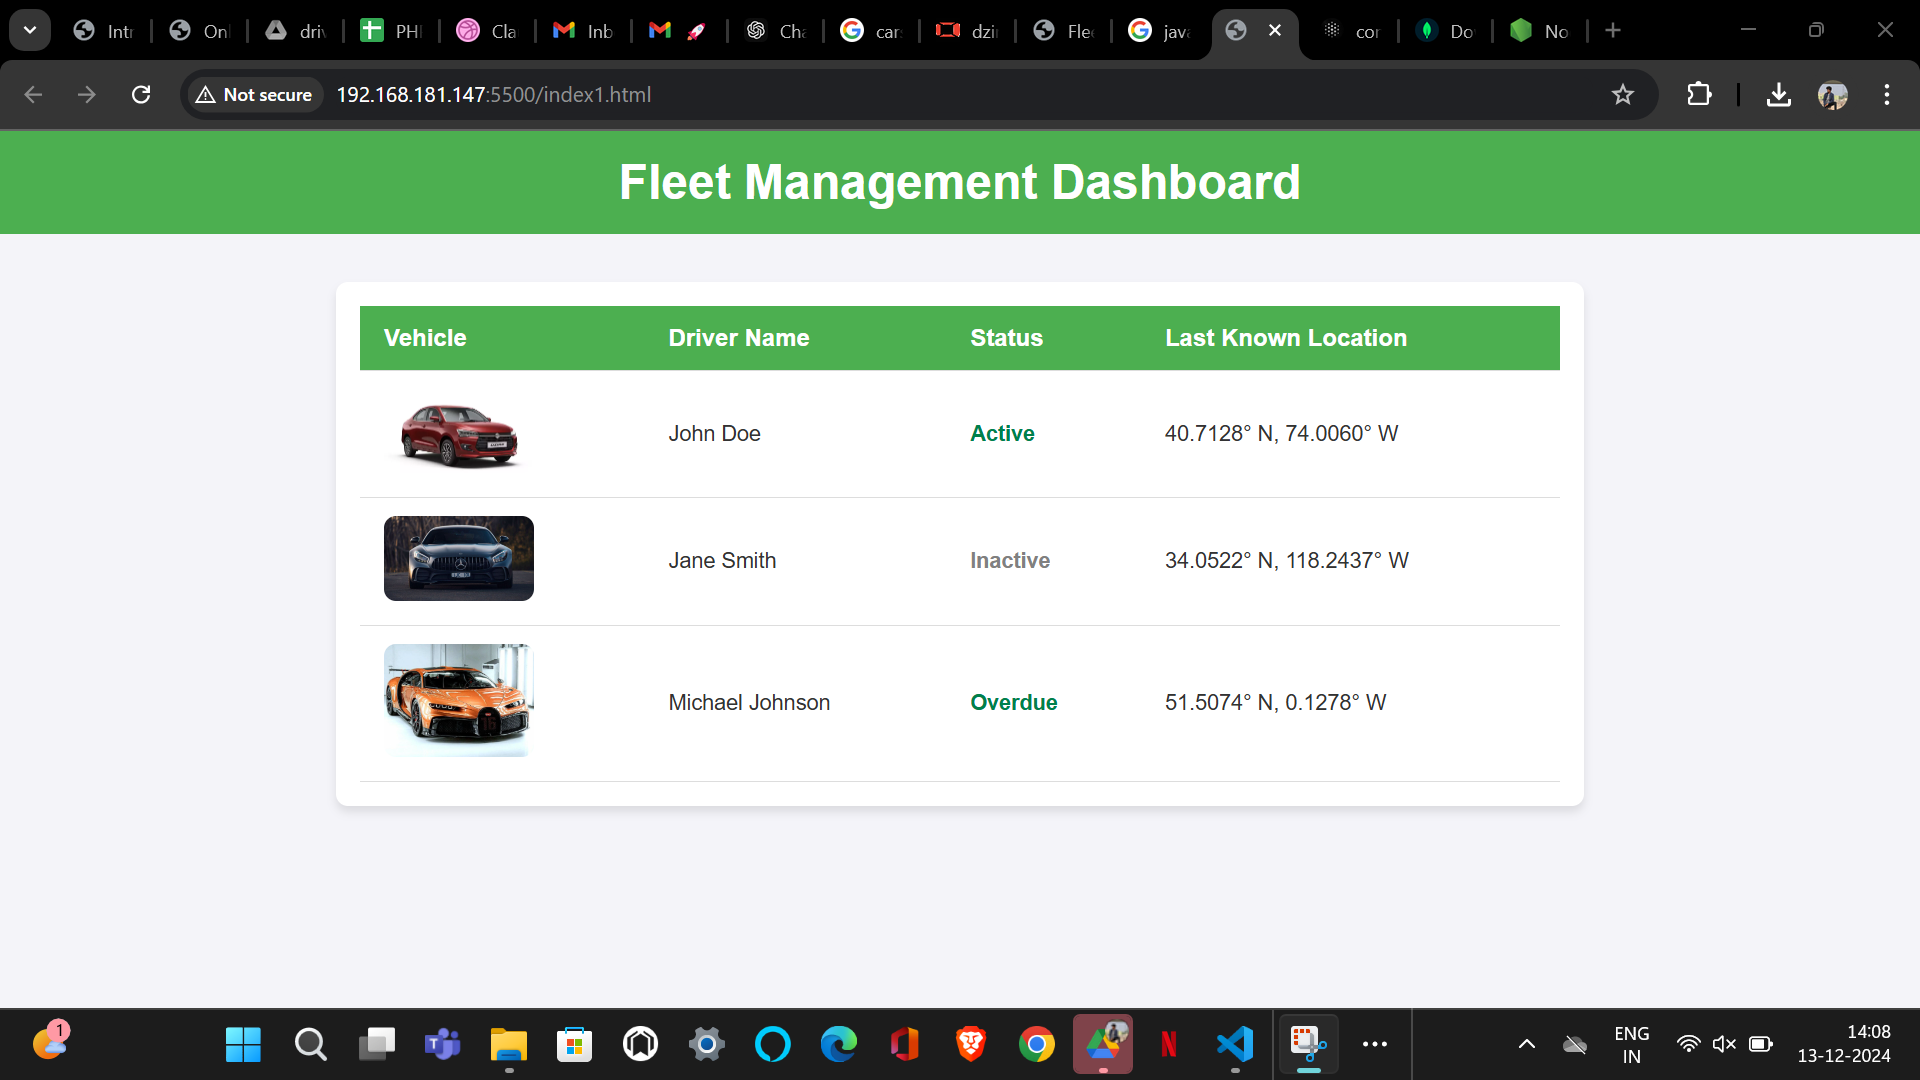 Intr
Onl
driv
PHI
Clai
Inb
Cha
cars
dzir
Flee
java
cor
Do
No
Not secure
192.168.181.147:5500/index1.html
Fleet Management Dashboard
Vehicle Driver Name Status Last Known Location
John Doe Active 40.7128° N, 74.0060° W
Jane Smith Inactive 34.0522° N, 118.2437° W
Michael Johnson Overdue 51.5074° N, 0.1278° W
1
ENG
IN
14:08
13-12-2024